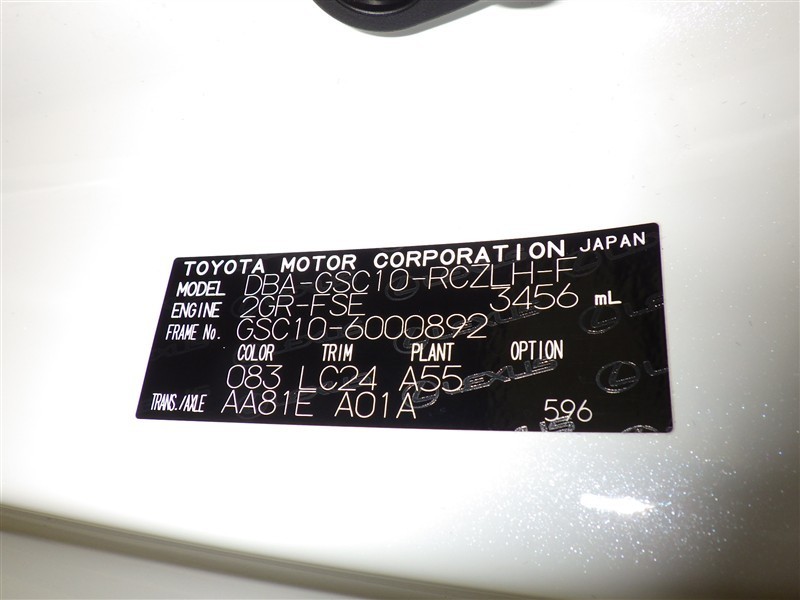 TOYOTA MOTOR CORPORATION JAPAN
MODEL DBA-GSC10-RCZLH-F
ENGINE 2GR-FSE 3456 mL
FRAME No. GSC10-6000892
COLOR TRIM PLANT OPTION
083 LC24 A55
TRANS./AXLE AA81E A01A 596
LEXUS